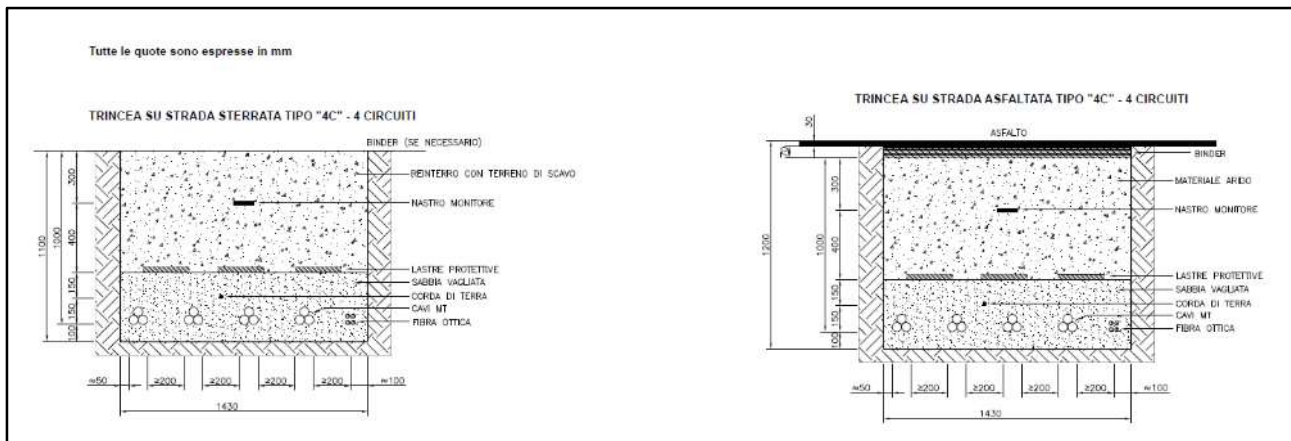 Tutte le quote sono espresse in mm
TRINCEA SU STRADA STERRATA TIPO "4C" - 4 CIRCUITI
BINDER (SE NECESSARIO)
REINTERRO CON TERRENO DI SCAVO
NASTRO MONITORE
LASTRE PROTETTIVE
SABBIA VAGLIATA
CORDA DI TERRA
CAVI MT
FIBRA OTTICA
1100
1000
300
400
150
150
100
≈50
≥200
≥200
≥200
≥200
≈100
1430
TRINCEA SU STRADA ASFALTATA TIPO "4C" - 4 CIRCUITI
30
ASFALTO
70
BINDER
MATERIALE ARIDO
NASTRO MONITORE
LASTRE PROTETTIVE
SABBIA VAGLIATA
CORDA DI TERRA
CAVI MT
FIBRA OTTICA
1200
1000
300
400
150
150
100
≈50
≥200
≥200
≥200
≥200
≈100
1430